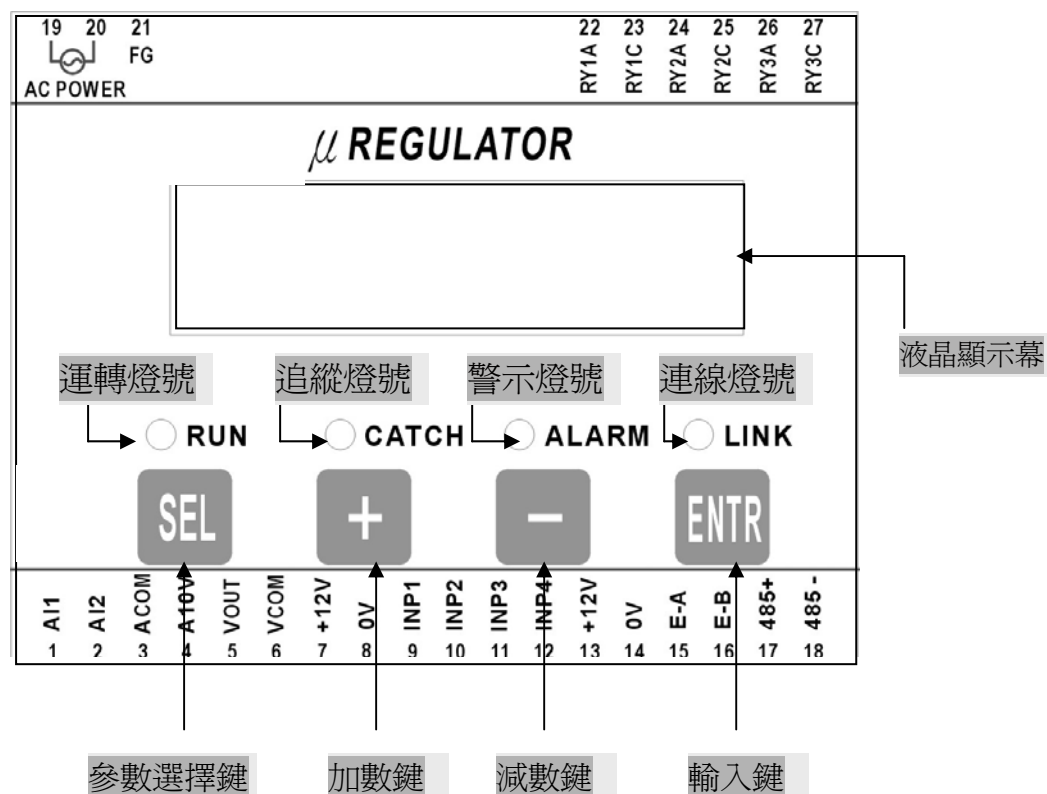 19 20 21 22 23 24 25 26 27
FG RY1A RY1C RY2A RY2C RY3A RY3C
AC POWER
μ REGULATOR
液晶顯示幕
運轉燈號 追縱燈號 警示燈號 連線燈號
RUN CATCH ALARM LINK
SEL + − ENTR
AI1 AI2 ACOM A10V VOUT VCOM +12V 0V INP1 INP2 INP3 INP4 +12V 0V E-A E-B 485+ 485-
1 2 3 4 5 6 7 8 9 10 11 12 13 14 15 16 17 18
參數選擇鍵 加數鍵 減數鍵 輸入鍵